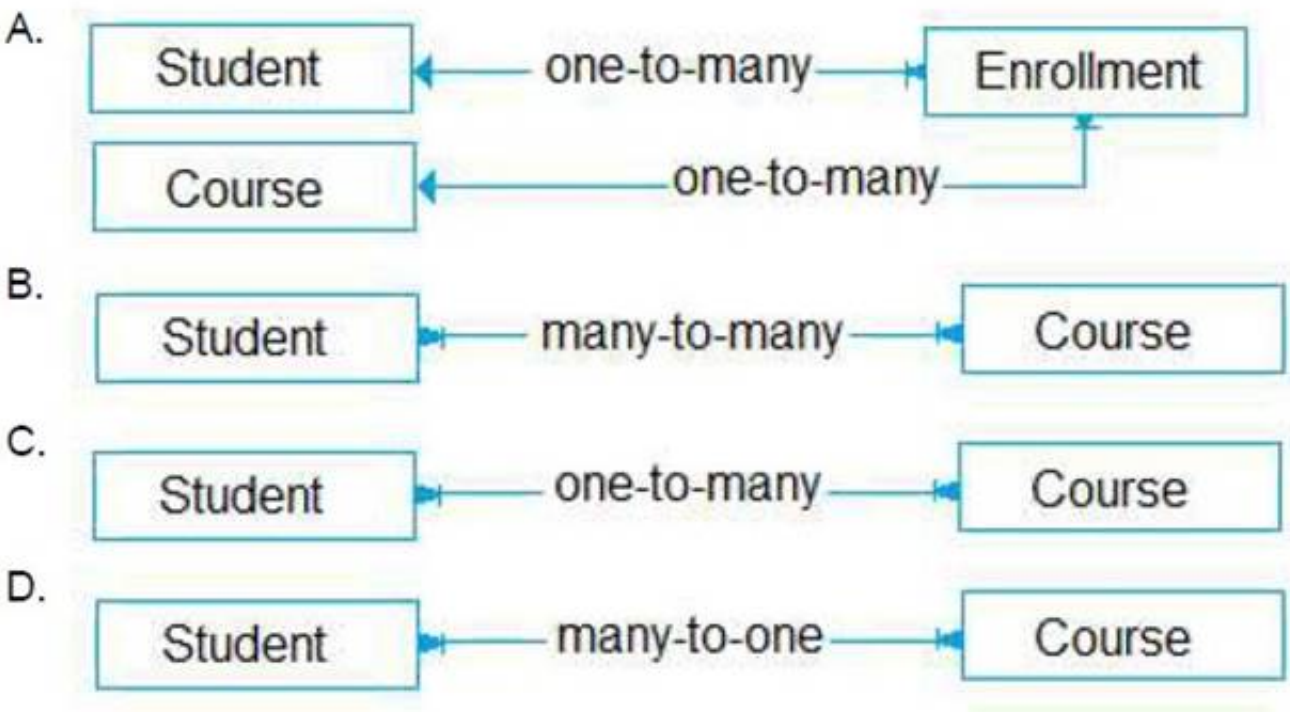 A.
Student one-to-many Enrollment
Course one-to-many
B.
Student many-to-many Course
C.
Student one-to-many Course
D.
Student many-to-one Course